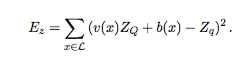 E_z = \sum_{x \in \mathcal{L}} (v(x) Z_Q + b(x) - Z_q)^2 .